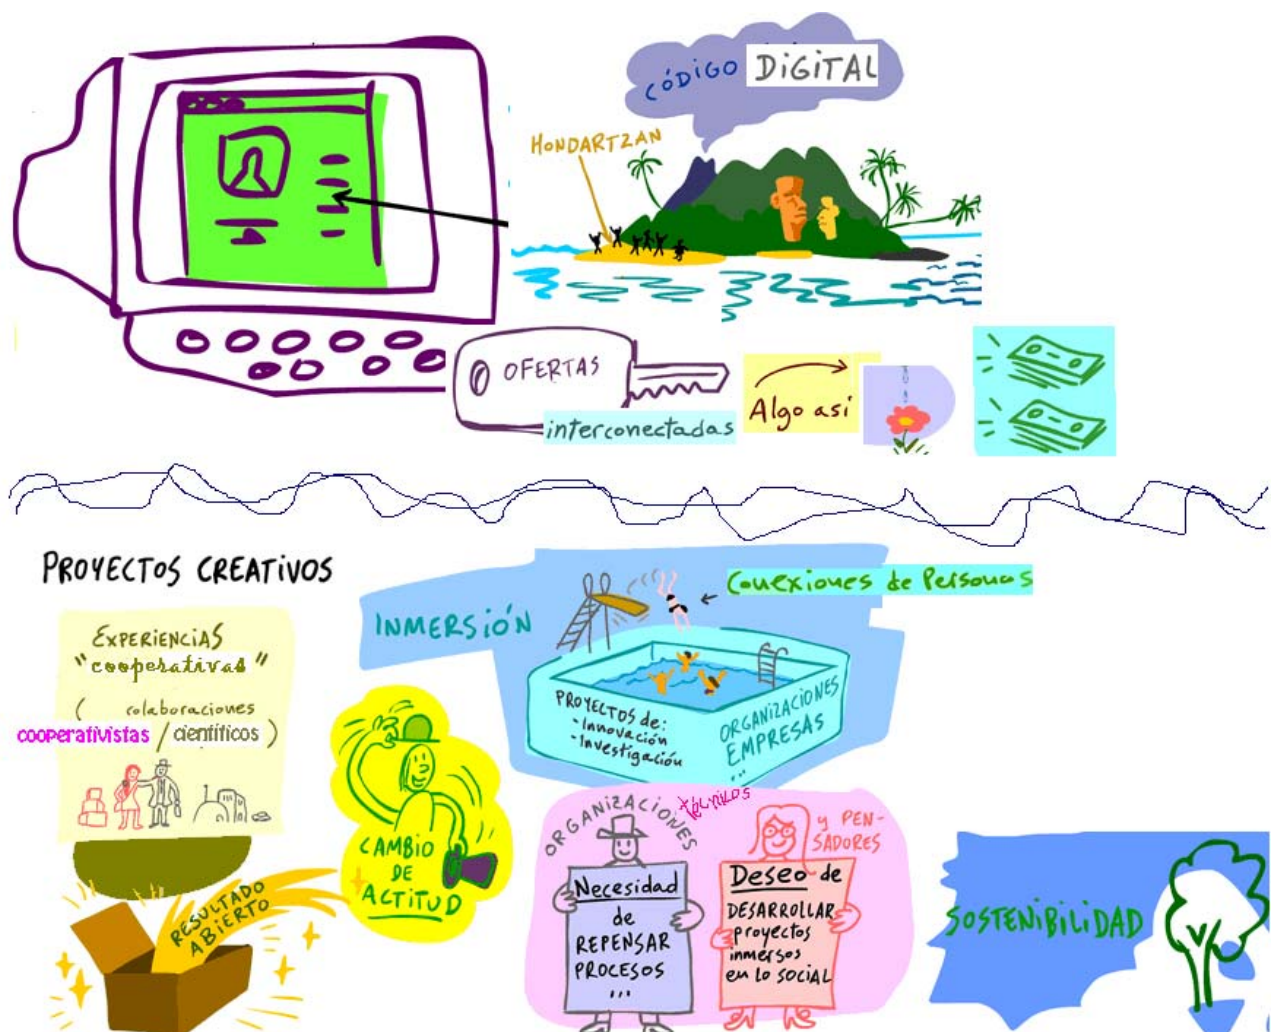 CÓDIGO DIGITAL
HONDARTZAN
OFERTAS
interconectadas
Algo así
PROYECTOS CREATIVOS
EXPERIENCIAS
"cooperativas"
( colaboraciones
cooperativistas / científicos )
RESULTADO
ABIERTO
CAMBIO
DE
ACTITUD
INMERSIÓN
Conexiones de Personas
PROYECTOS de:
- Innovación
- Investigación
ORGANIZACIONES
EMPRESAS
...
ORGANIZACIONES
técnikos
y PEN-
SADORES
Necesidad
de
REPENSAR
PROCESOS
...
Deseo de
DESARROLLAR
proyectos
inmersos
en lo SOCIAL
SOSTENIBILIDAD